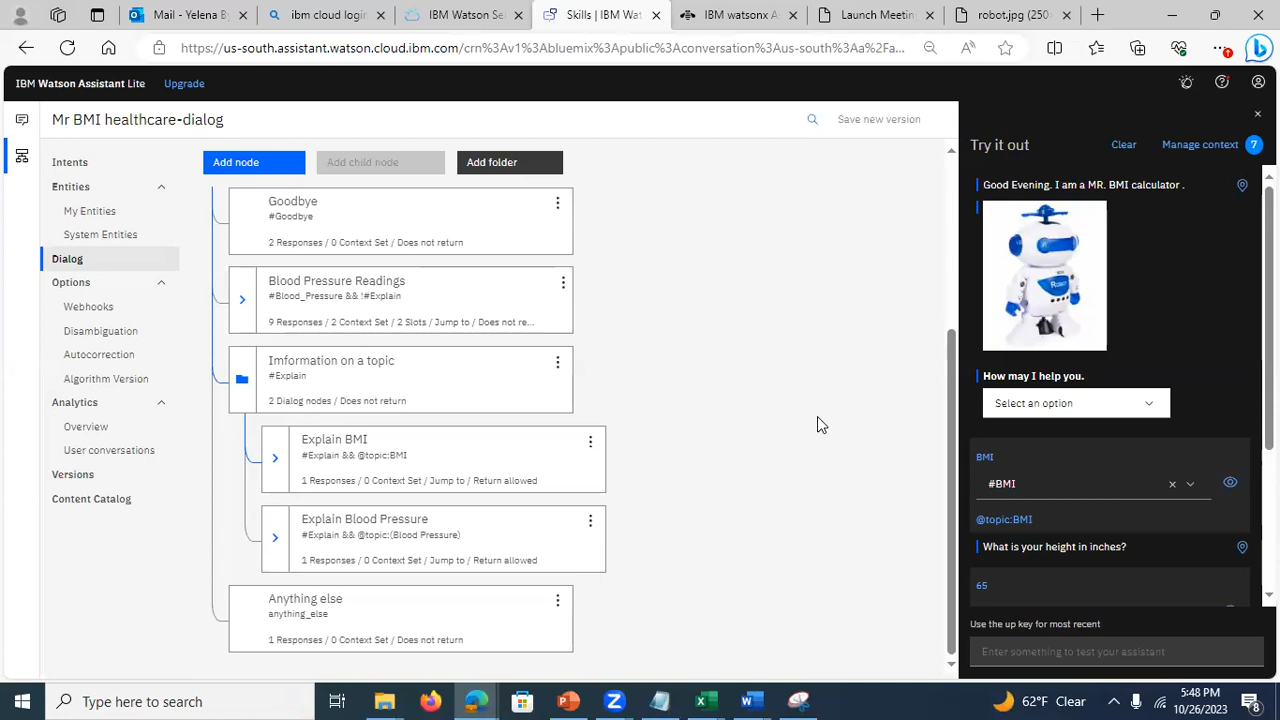 Mail - Yelena B
ibm cloud login
IBM Watson Se
Skills | IBM Wat
IBM watsonx A
Launch Meetin
robot.jpg (250
https://us-south.assistant.watson.cloud.ibm.com/crn%3Av1%3Abluemix%3Apublic%3Aconversation%3Aus-south%3Aa%2Fa...
IBM Watson Assistant Lite
Upgrade
Mr BMI healthcare-dialog
Save new version
Intents
Entities
My Entities
System Entities
Dialog
Options
Webhooks
Disambiguation
Autocorrection
Algorithm Version
Analytics
Overview
User conversations
Versions
Content Catalog
Add node
Add child node
Add folder
Goodbye
#Goodbye
2 Responses / 0 Context Set / Does not return
Blood Pressure Readings
#Blood_Pressure && !#Explain
9 Responses / 2 Context Set / 2 Slots / Jump to / Does not re...
Imformation on a topic
#Explain
2 Dialog nodes / Does not return
Explain BMI
#Explain && @topic:BMI
1 Responses / 0 Context Set / Jump to / Return allowed
Explain Blood Pressure
#Explain && @topic:(Blood Pressure)
1 Responses / 0 Context Set / Jump to / Return allowed
Anything else
anything_else
1 Responses / 0 Context Set / Does not return
Try it out
Clear
Manage context 7
Good Evening. I am a MR. BMI calculator .
How may I help you.
Select an option
BMI
#BMI
@topic:BMI
What is your height in inches?
65
Use the up key for most recent
Enter something to test your assistant
Type here to search
62°F Clear
5:48 PM
10/26/2023
8